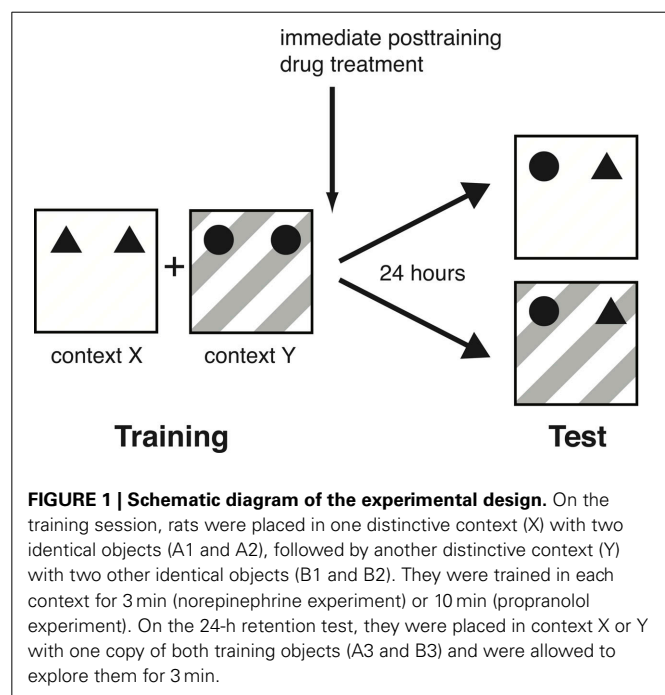 immediate posttraining
drug treatment
24 hours
context X
context Y
Training
Test
FIGURE 1 | Schematic diagram of the experimental design. On the
training session, rats were placed in one distinctive context (X) with two
identical objects (A1 and A2), followed by another distinctive context (Y)
with two other identical objects (B1 and B2). They were trained in each
context for 3 min (norepinephrine experiment) or 10 min (propranolol
experiment). On the 24-h retention test, they were placed in context X or Y
with one copy of both training objects (A3 and B3) and were allowed to
explore them for 3 min.